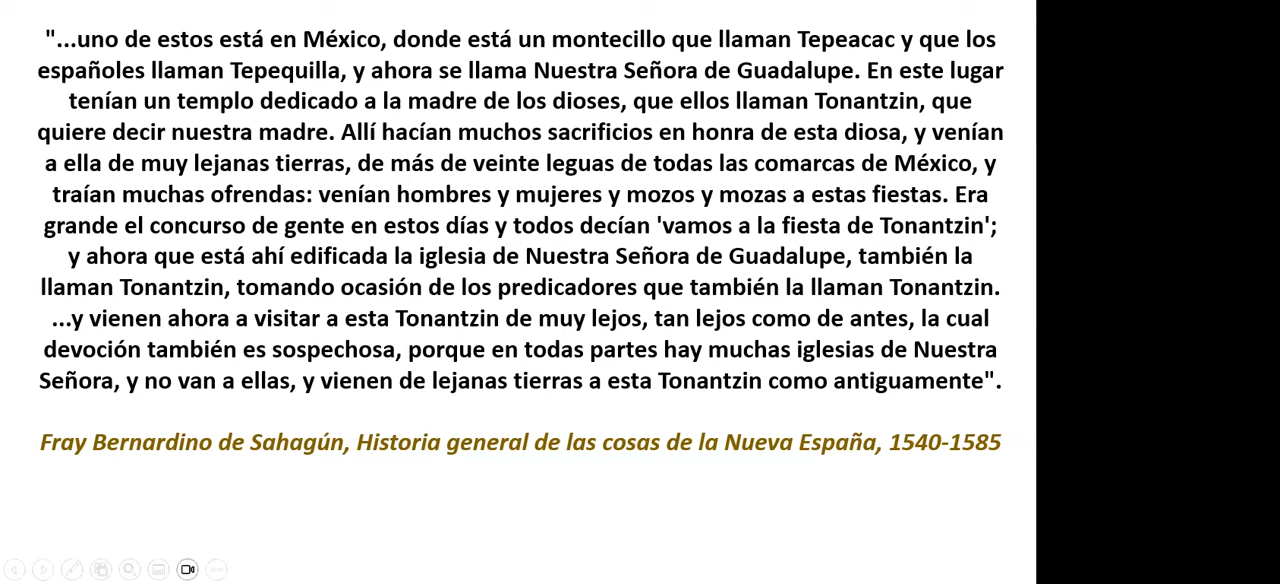 "...uno de estos está en México, donde está un montecillo que llaman Tepeacac y que los
españoles llaman Tepequilla, y ahora se llama Nuestra Señora de Guadalupe. En este lugar
tenían un templo dedicado a la madre de los dioses, que ellos llaman Tonantzin, que
quiere decir nuestra madre. Allí hacían muchos sacrificios en honra de esta diosa, y venían
a ella de muy lejanas tierras, de más de veinte leguas de todas las comarcas de México, y
traían muchas ofrendas: venían hombres y mujeres y mozos y mozas a estas fiestas. Era
grande el concurso de gente en estos días y todos decían 'vamos a la fiesta de Tonantzin';
y ahora que está ahí edificada la iglesia de Nuestra Señora de Guadalupe, también la
llaman Tonantzin, tomando ocasión de los predicadores que también la llaman Tonantzin.
...y vienen ahora a visitar a esta Tonantzin de muy lejos, tan lejos como de antes, la cual
devoción también es sospechosa, porque en todas partes hay muchas iglesias de Nuestra
Señora, y no van a ellas, y vienen de lejanas tierras a esta Tonantzin como antiguamente".
Fray Bernardino de Sahagún, Historia general de las cosas de la Nueva España, 1540-1585